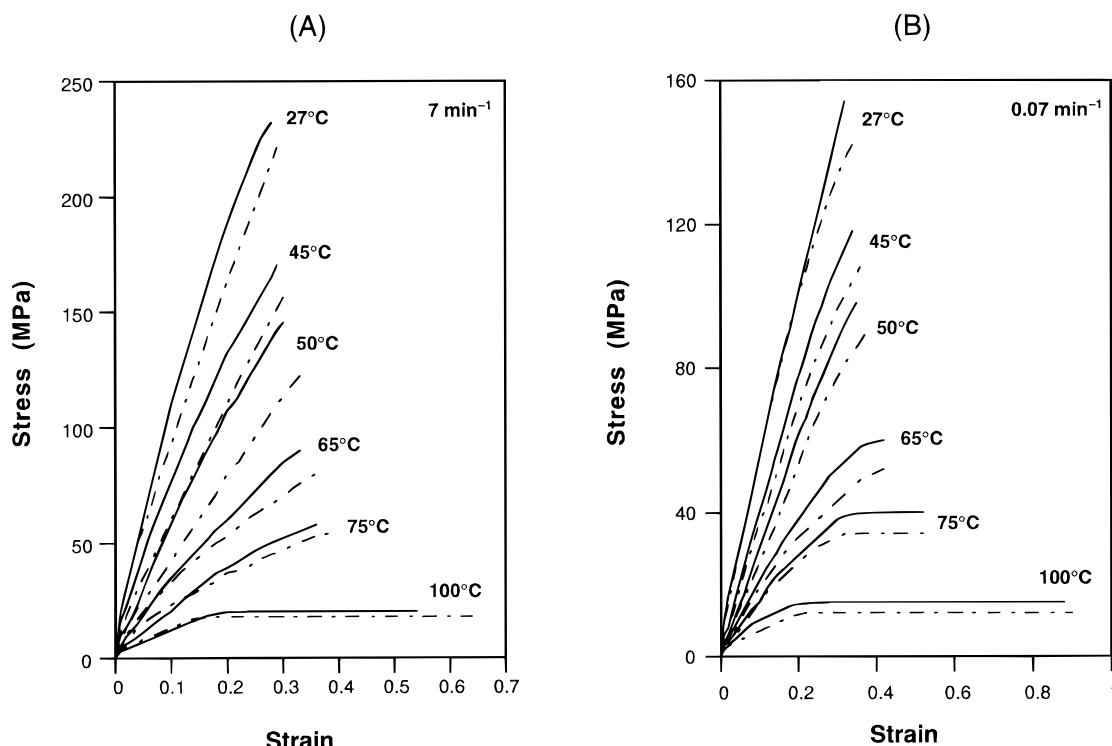 (A)
(B)
250
200
150
100
50
0
Stress (MPa)
7 min⁻¹
27°C
45°C
50°C
65°C
75°C
100°C
0 0.1 0.2 0.3 0.4 0.5 0.6 0.7
Strain
160
120
80
40
0
Stress (MPa)
0.07 min⁻¹
27°C
45°C
50°C
65°C
75°C
100°C
0 0.2 0.4 0.6 0.8
Strain